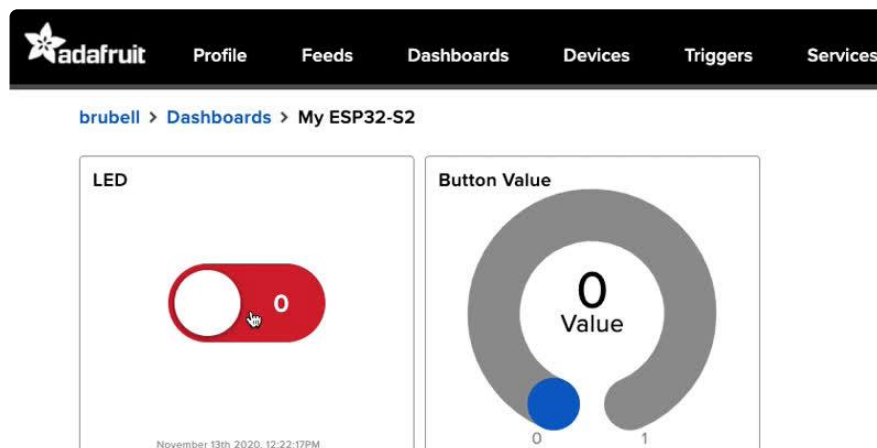 adafruit Profile Feeds Dashboards Devices Triggers Services
brubell > Dashboards > My ESP32-S2
LED
0
November 13th 2020, 12:22:17PM
Button Value
0
Value
0 1